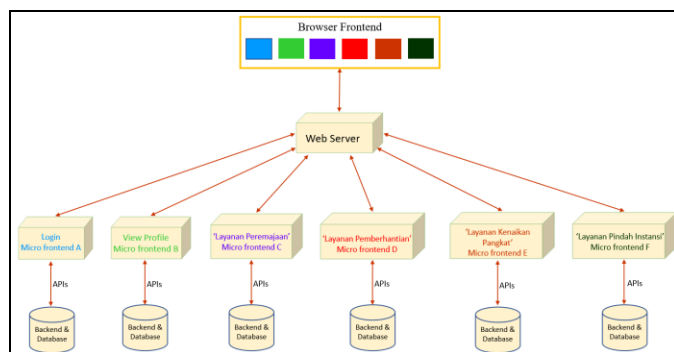 Browser Frontend
Web Server
Login
Micro frontend A
View Profile
Micro frontend B
'Layanan Peremajaan'
Micro frontend C
'Layanan Pemberhantian'
Micro frontend D
'Layanan Kenaikan
Pangkat'
Micro frontend E
'Layanan Pindah Instansi'
Micro frontend F
APIs
APIs
APIs
APIs
APIs
APIs
Backend &
Database
Backend &
Database
Backend &
Database
Backend &
Database
Backend &
Database
Backend &
Database